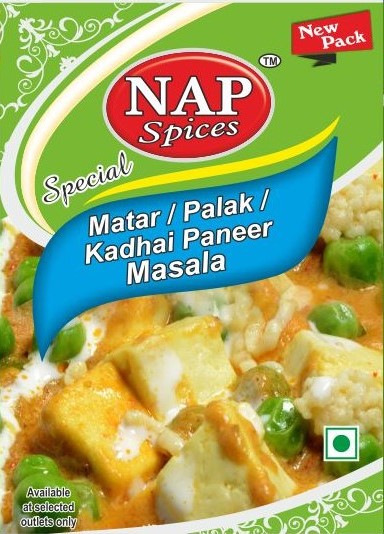 New
Pack
NAP
TM
Spices
Special
Matar / Palak /
Kadhai Paneer
Masala
Available
at selected
outlets only